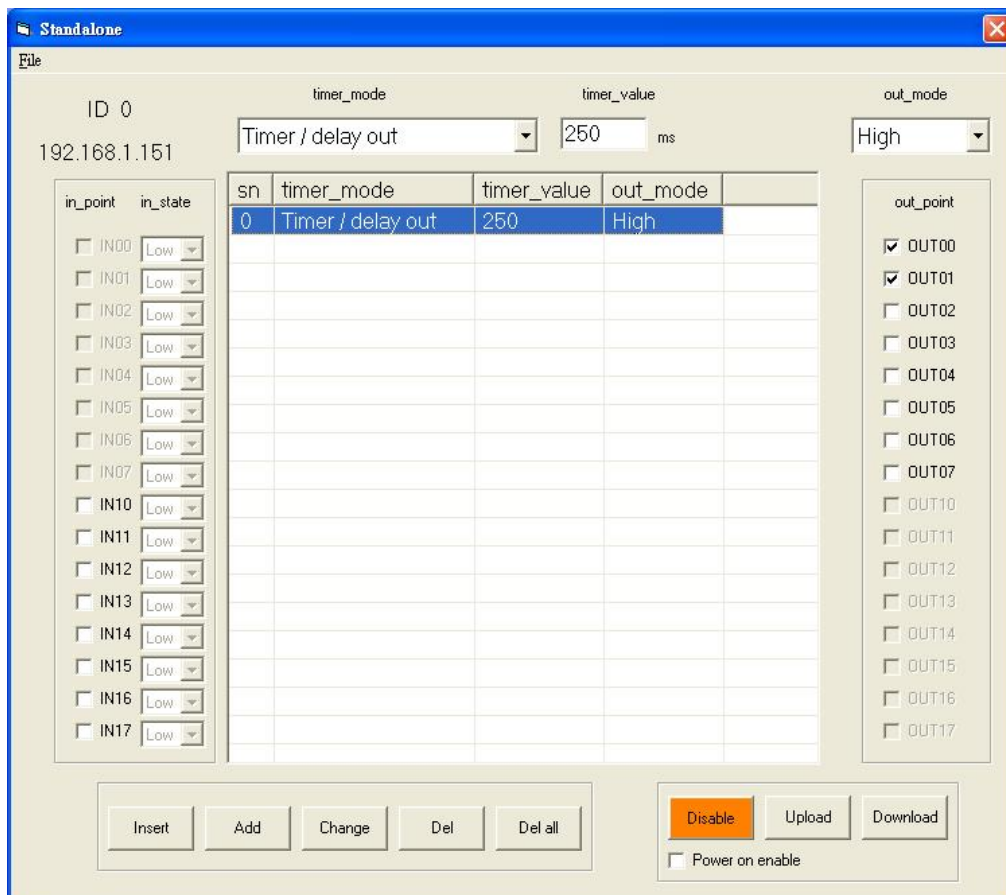 Standalone
File
timer_mode timer_value out_mode
ID 0
Timer / delay out 250 ms High
192.168.1.151
in_point in_state sn timer_mode timer_value out_mode out_point
0 Timer / delay out 250 High
IN00 Low OUT00
IN01 Low OUT01
IN02 Low OUT02
IN03 Low OUT03
IN04 Low OUT04
IN05 Low OUT05
IN06 Low OUT06
IN07 Low OUT07
IN10 Low OUT10
IN11 Low OUT11
IN12 Low OUT12
IN13 Low OUT13
IN14 Low OUT14
IN15 Low OUT15
IN16 Low OUT16
IN17 Low OUT17
Insert Add Change Del Del all Disable Upload Download
Power on enable